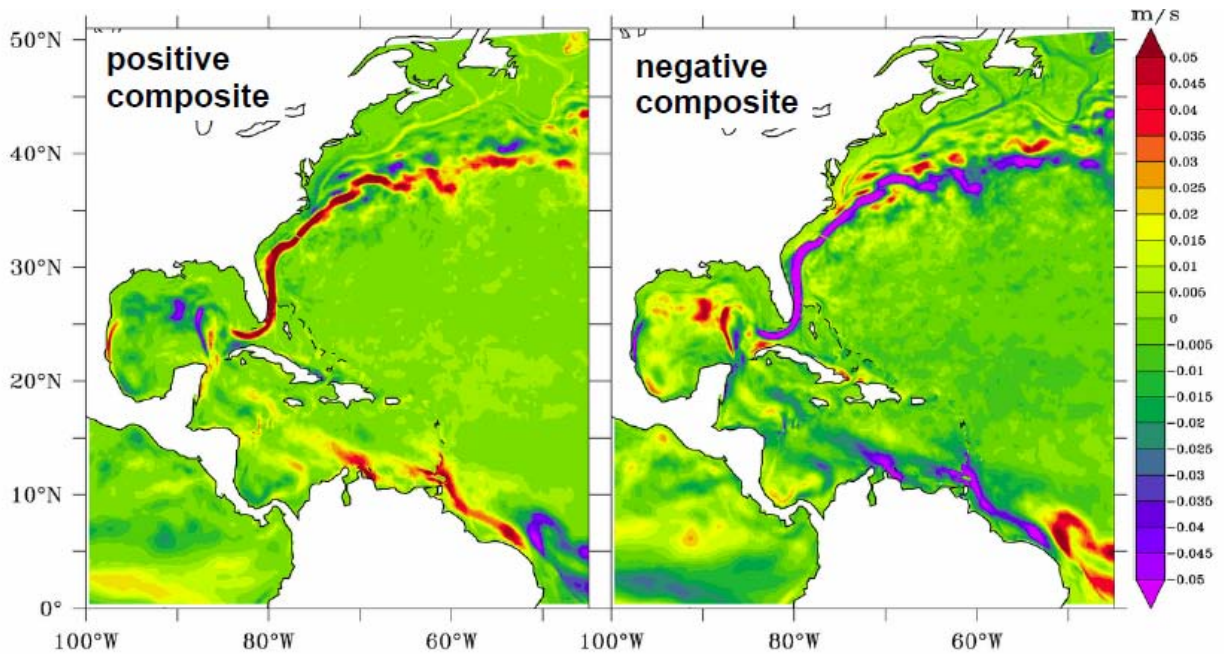 m/s
50°N
40°N
30°N
20°N
10°N
0°
positive
composite
negative
composite
0.05
0.045
0.04
0.035
0.03
0.025
0.02
0.015
0.01
0.005
0
−0.005
−0.01
−0.015
−0.02
−0.025
−0.03
−0.035
−0.04
−0.045
−0.05
100°W
80°W
60°W
100°W
80°W
60°W